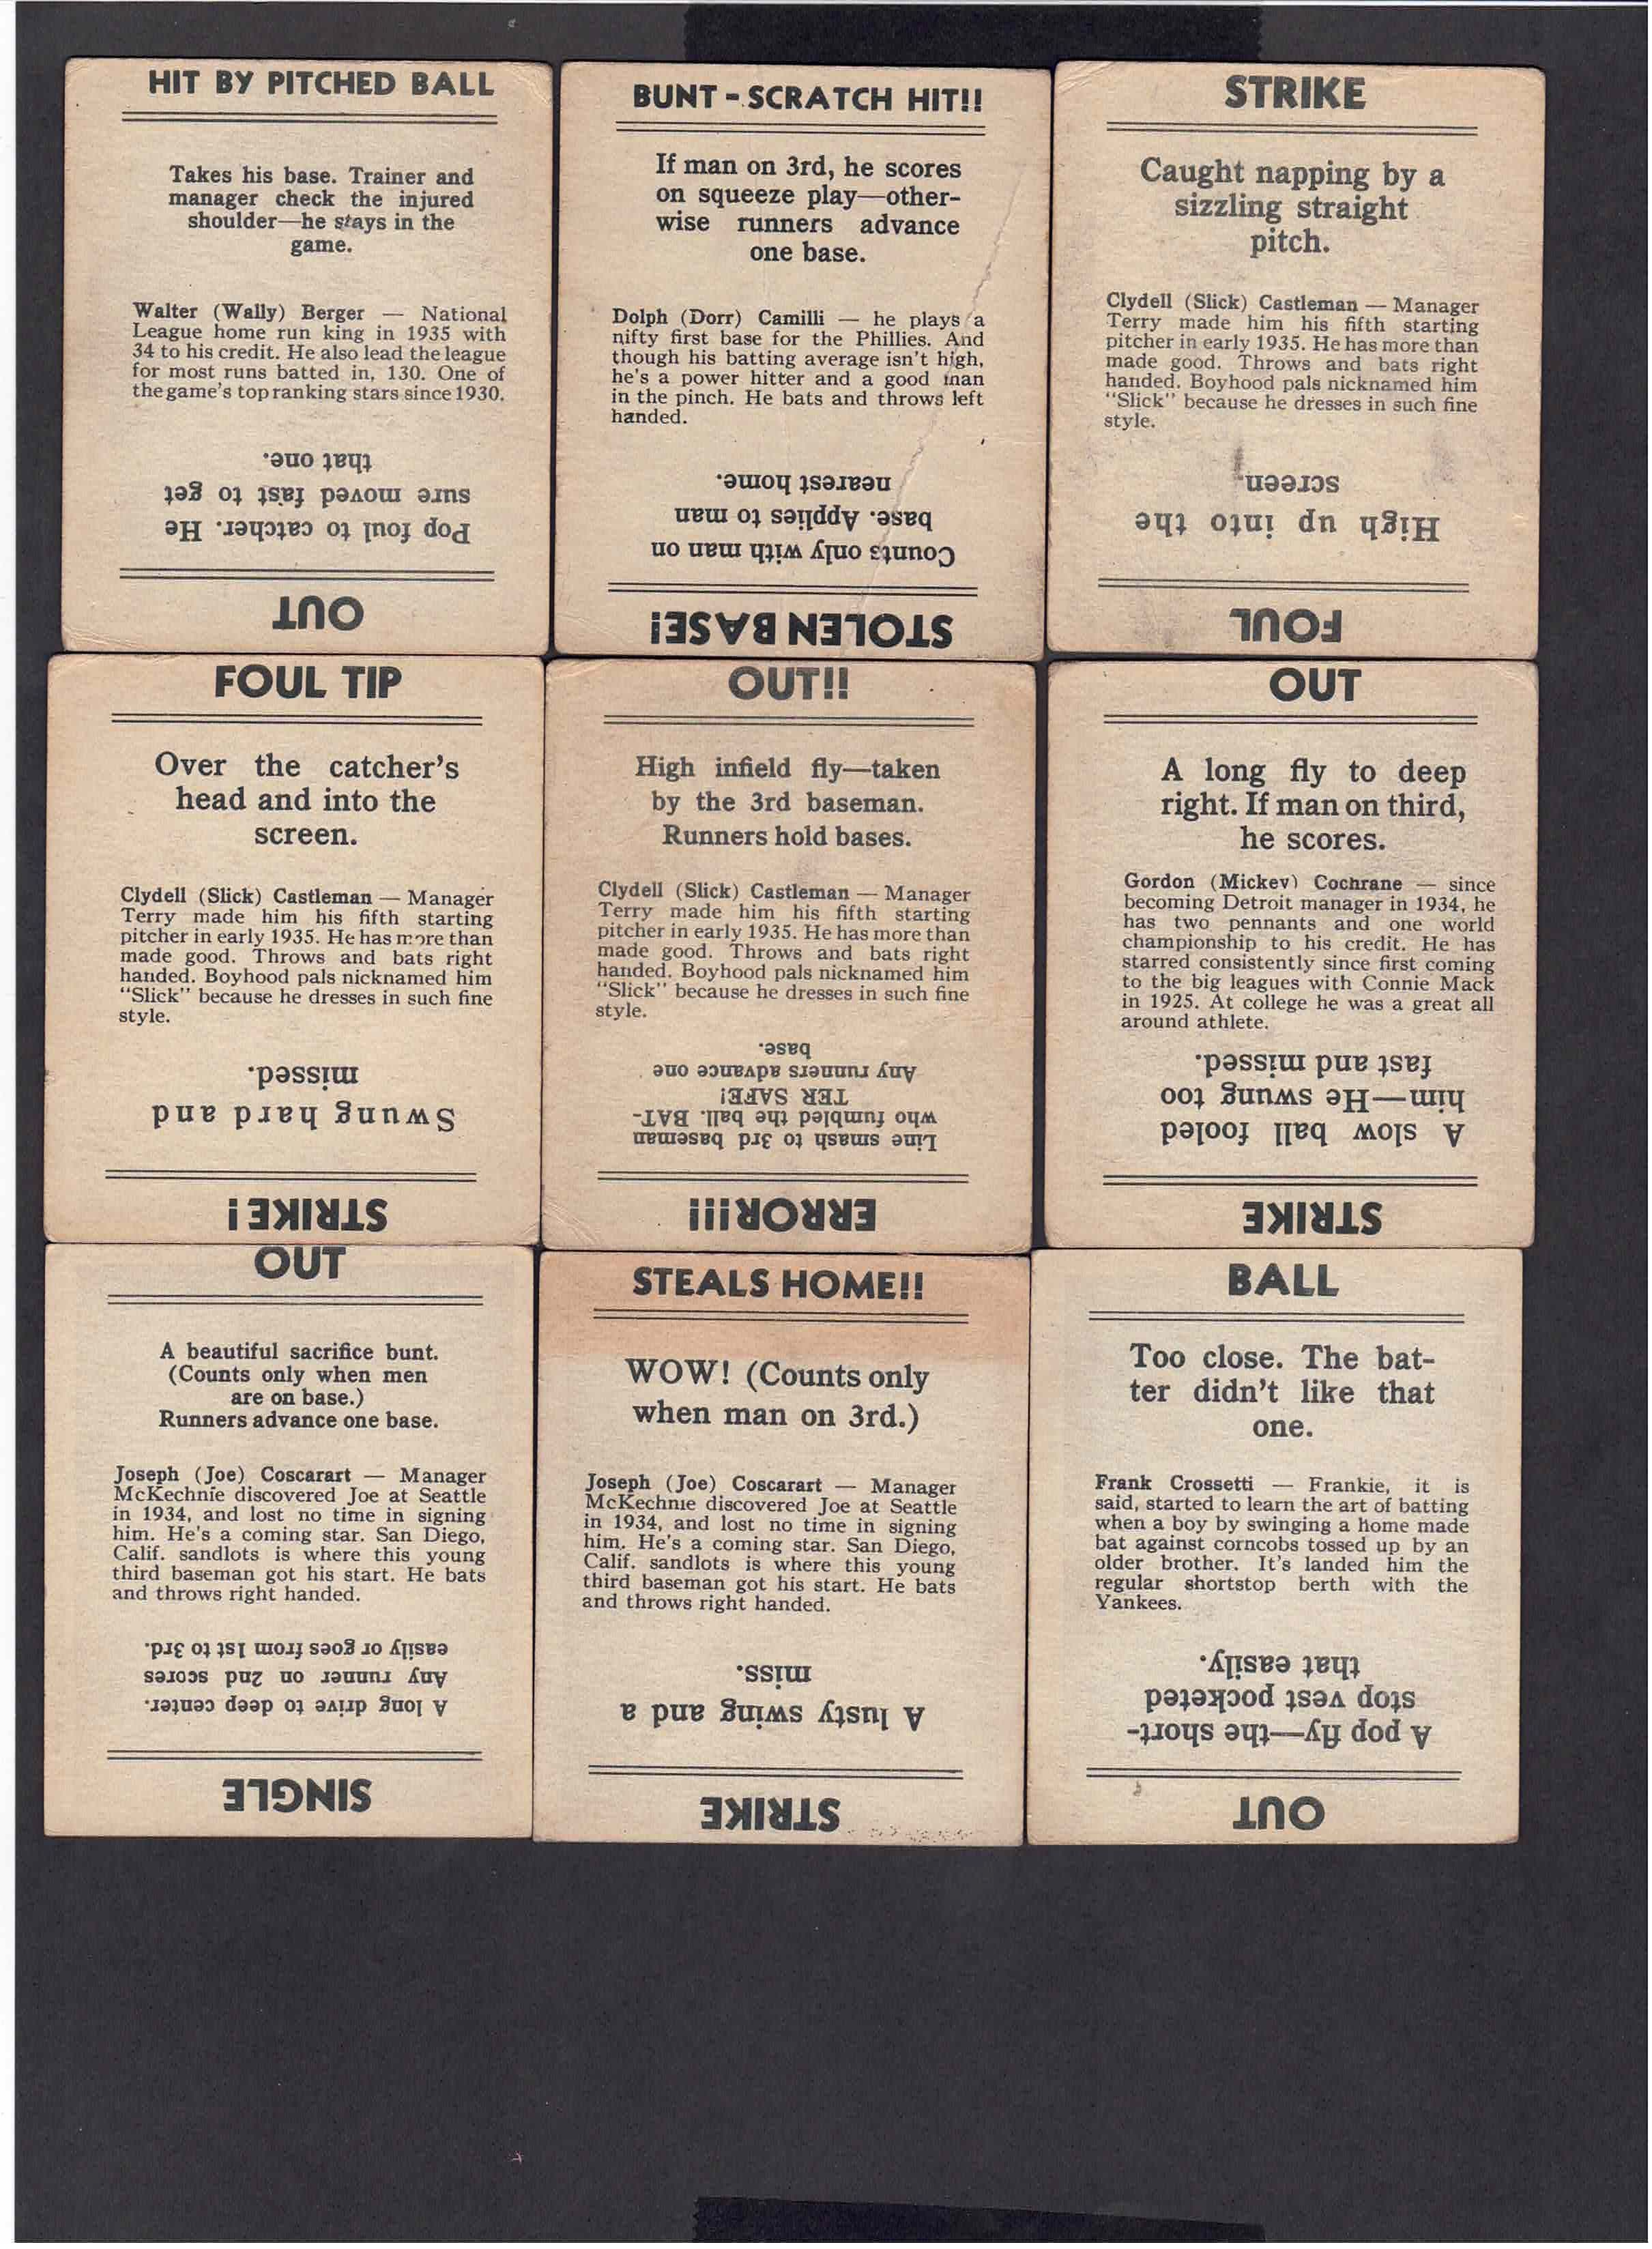 HIT BY PITCHED BALL
Takes his base. Trainer and
manager check the injured
shoulder—he stays in the
game.
Walter (Wally) Berger — National
League home run king in 1935 with
34 to his credit. He also lead the league
for most runs batted in, 130. One of
the game's top ranking stars since 1930.
OUT
Pop foul to catcher. He
sure moved fast to get
that one.
BUNT - SCRATCH HIT!!
If man on 3rd, he scores
on squeeze play—other-
wise runners advance
one base.
Dolph (Dorr) Camilli — he plays a
nifty first base for the Phillies. And
though his batting average isn't high,
he's a power hitter and a good man
in the pinch. He bats and throws left
handed.
STOLEN BASE!
Counts only with man on
base. Applies to man
nearest home.
STRIKE
Caught napping by a
sizzling straight
pitch.
Clydell (Slick) Castleman — Manager
Terry made him his fifth starting
pitcher in early 1935. He has more than
made good. Throws and bats right
handed. Boyhood pals nicknamed him
"Slick" because he dresses in such fine
style.
FOUL
High up into the
screen.
FOUL TIP
Over the catcher's
head and into the
screen.
Clydell (Slick) Castleman — Manager
Terry made him his fifth starting
pitcher in early 1935. He has more than
made good. Throws and bats right
handed. Boyhood pals nicknamed him
"Slick" because he dresses in such fine
style.
STRIKE!
Swung hard and
missed.
OUT!!
High infield fly—taken
by the 3rd baseman.
Runners hold bases.
Clydell (Slick) Castleman — Manager
Terry made him his fifth starting
pitcher in early 1935. He has more than
made good. Throws and bats right
handed. Boyhood pals nicknamed him
"Slick" because he dresses in such fine
style.
ERROR!!!
Line smash to 3rd baseman
who fumbled the ball. BAT-
TER SAFE!
Any runners advance one
base.
OUT
A long fly to deep
right. If man on third,
he scores.
Gordon (Mickey) Cochrane — since
becoming Detroit manager in 1934, he
has two pennants and one world
championship to his credit. He has
starred consistently since first coming
to the big leagues with Connie Mack
in 1925. At college he was a great all
around athlete.
STRIKE
A slow ball fooled
him—He swung too
fast and missed.
OUT
A beautiful sacrifice bunt.
(Counts only when men
are on base.)
Runners advance one base.
Joseph (Joe) Coscarart — Manager
McKechnie discovered Joe at Seattle
in 1934, and lost no time in signing
him. He's a coming star. San Diego,
Calif. sandlots is where this young
third baseman got his start. He bats
and throws right handed.
SINGLE
A long drive to deep center.
Any runner on 2nd scores
easily or goes from 1st to 3rd.
STEALS HOME!!
WOW! (Counts only
when man on 3rd.)
Joseph (Joe) Coscarart — Manager
McKechnie discovered Joe at Seattle
in 1934, and lost no time in signing
him. He's a coming star. San Diego,
Calif. sandlots is where this young
third baseman got his start. He bats
and throws right handed.
STRIKE
A lusty swing and a
miss.
BALL
Too close. The bat-
ter didn't like that
one.
Frank Crossetti — Frankie, it is
said, started to learn the art of batting
when a boy by swinging a home made
bat against corncobs tossed up by an
older brother. It's landed him the
regular shortstop berth with the
Yankees.
OUT
A pop fly—the short-
stop vest pocketed
that easily.